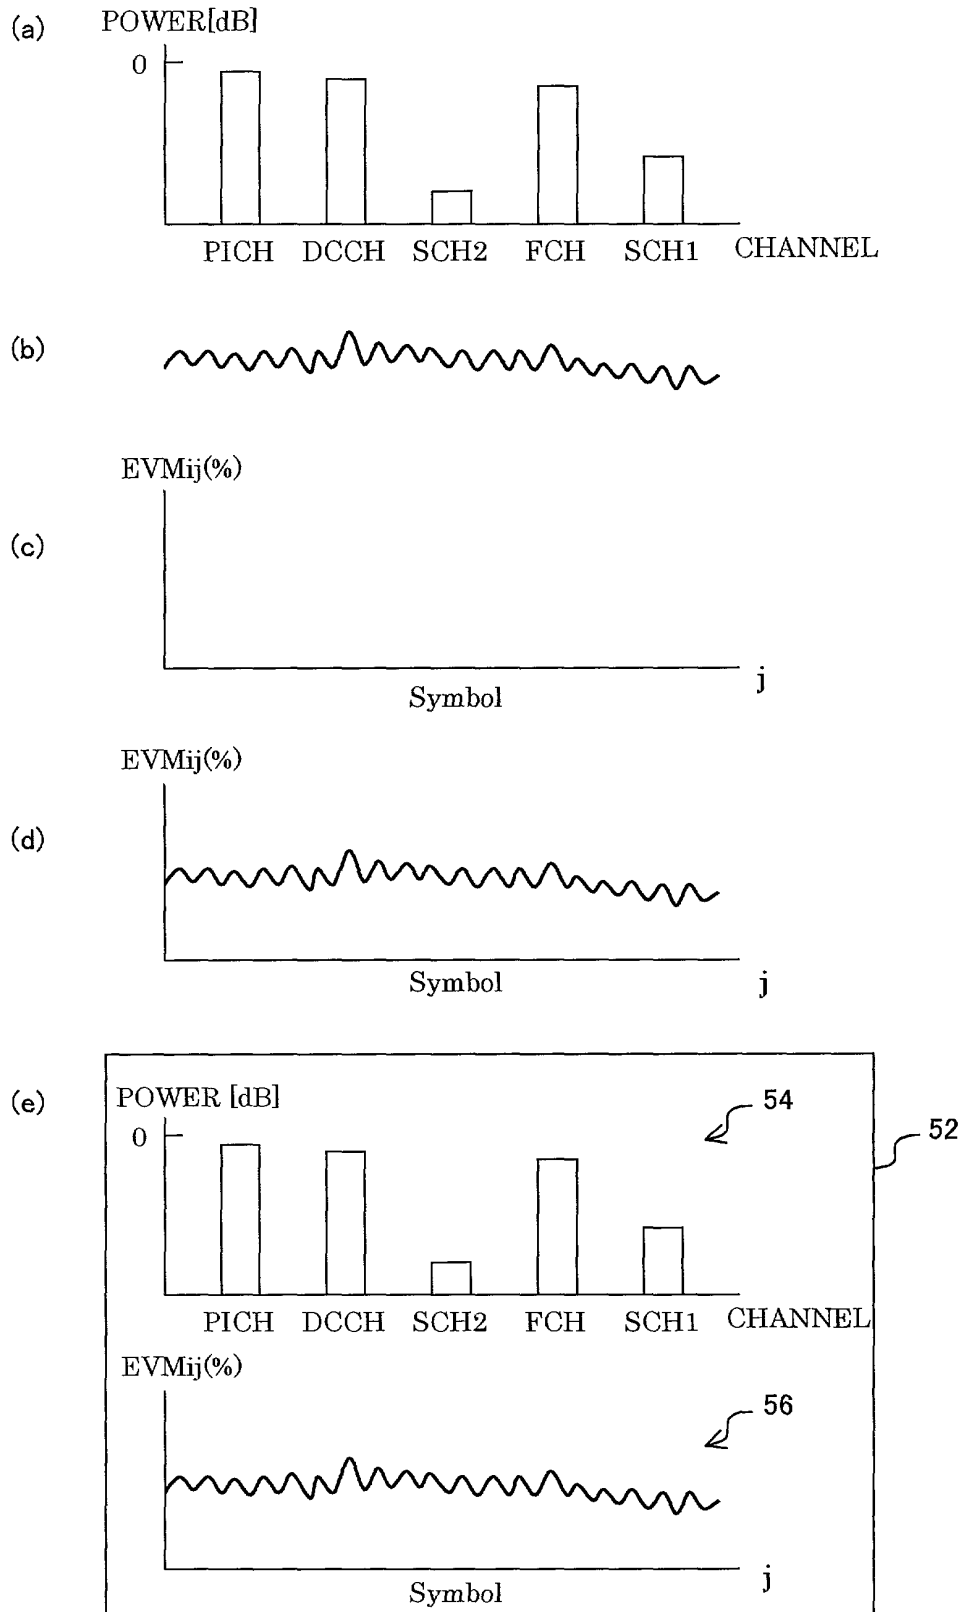 (a) POWER[dB]
0
PICH DCCH SCH2 FCH SCH1 CHANNEL
(b)
EVMij(%)
(c)
j
Symbol
EVMij(%)
(d)
Symbol j
(e) POWER [dB]
54
0
52
PICH DCCH SCH2 FCH SCH1 CHANNEL
EVMij(%)
56
j
Symbol